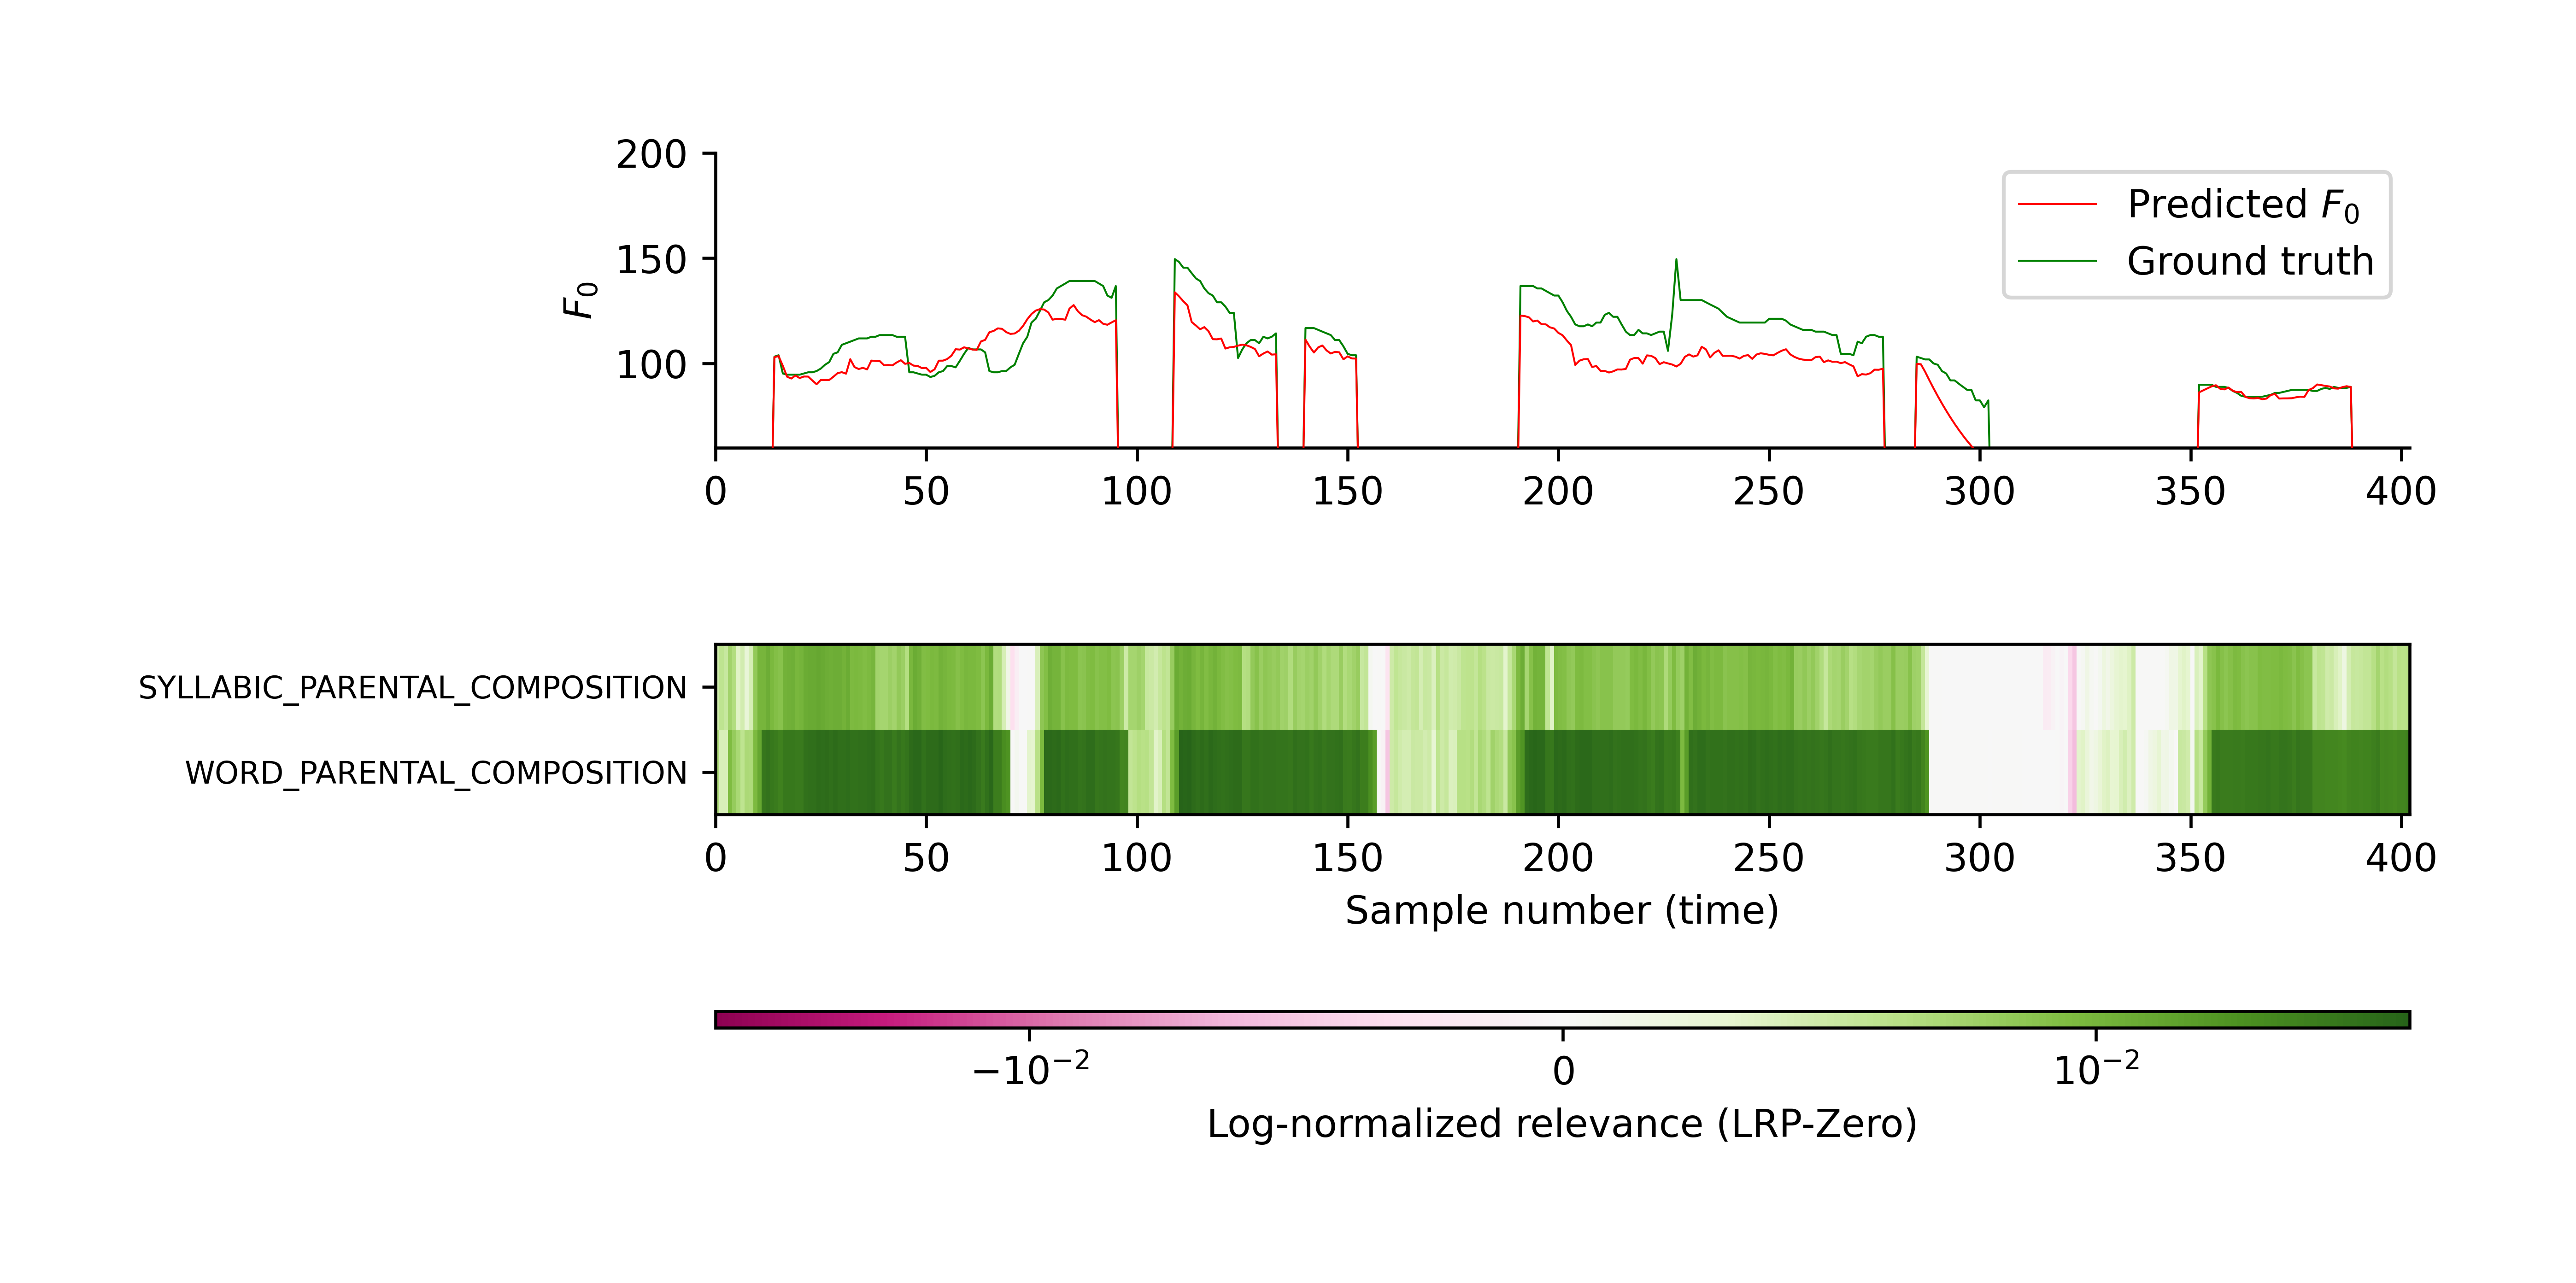 200
150
100
F0
Predicted F0
Ground truth
0 50 100 150 200 250 300 350 400
SYLLABIC_PARENTAL_COMPOSITION
WORD_PARENTAL_COMPOSITION
0 50 100 150 200 250 300 350 400
Sample number (time)
−10−2 0 10−2
Log-normalized relevance (LRP-Zero)